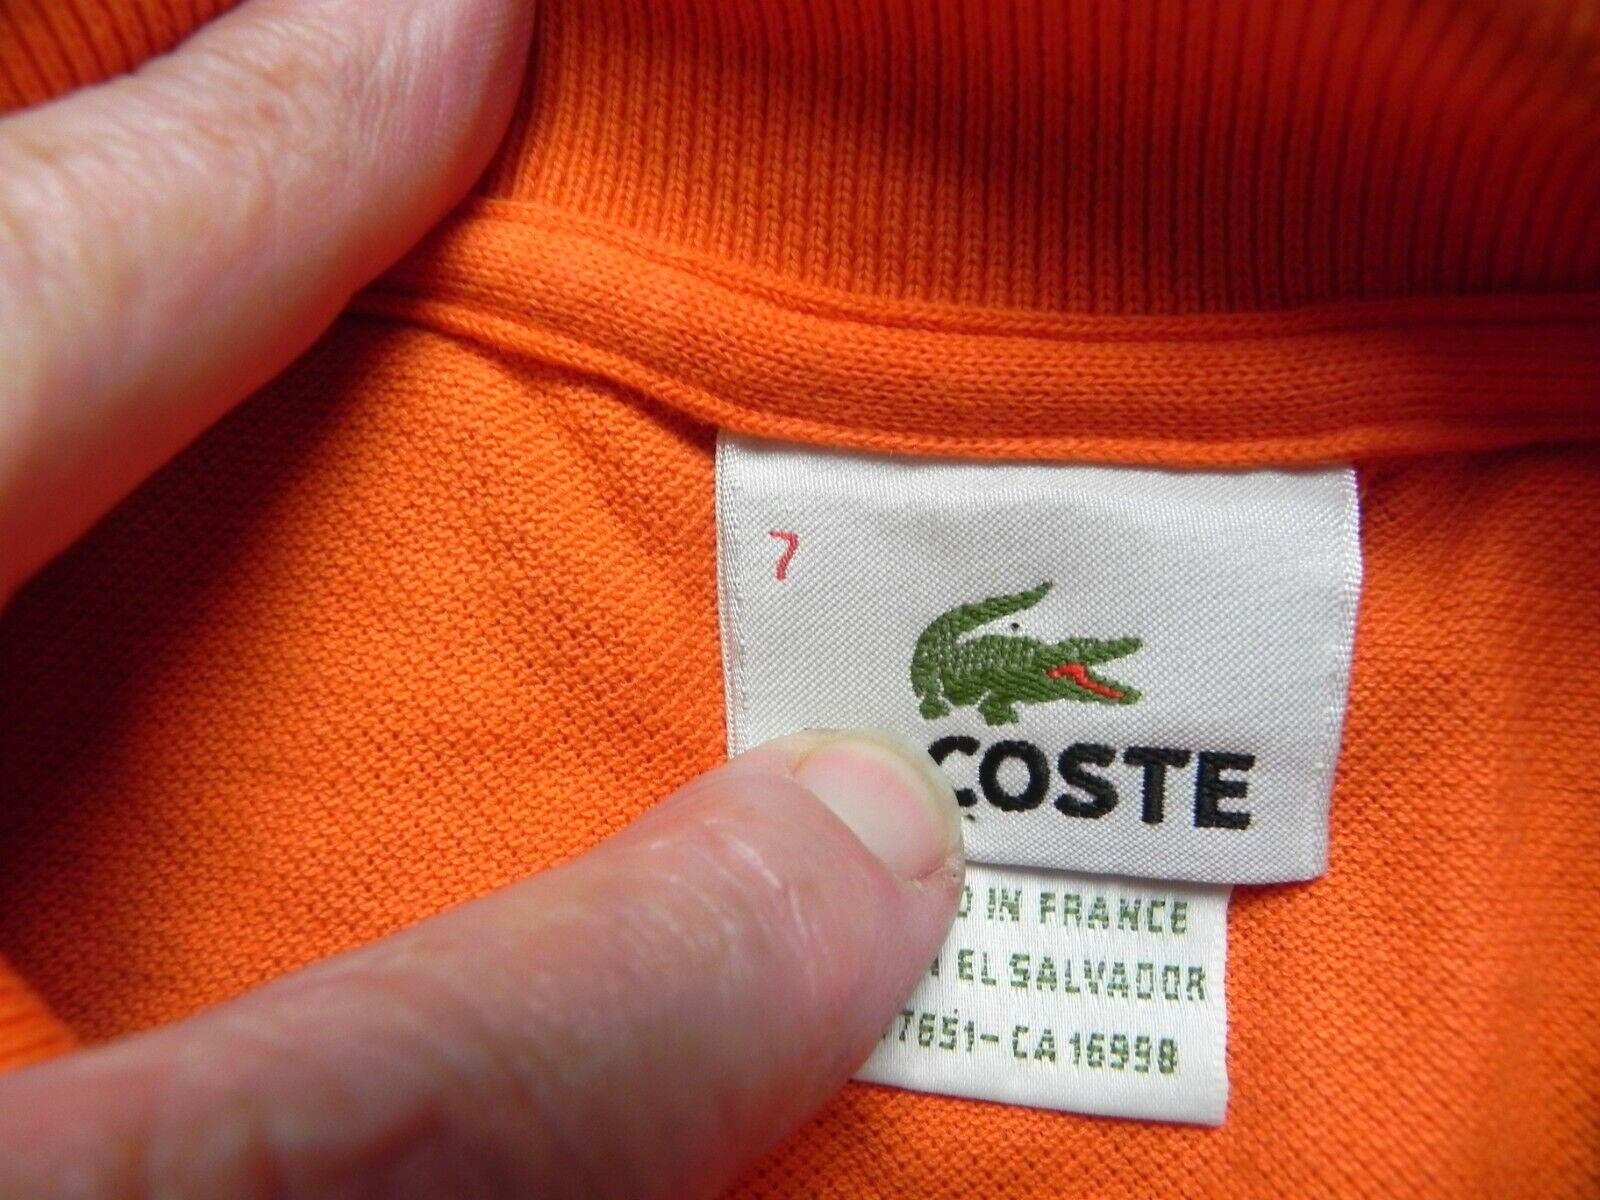 7
COSTE
D IN FRANCE
EL SALVADOR
7651-CA 16998